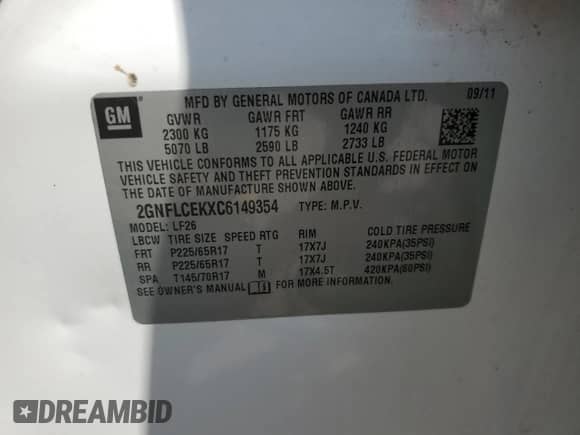 GM
MFD BY GENERAL MOTORS OF CANADA LTD. 09/11
GVWR GAWR FRT GAWR RR
2300 KG 1175 KG 1240 KG
5070 LB 2590 LB 2733 LB
THIS VEHICLE CONFORMS TO ALL APPLICABLE U.S. FEDERAL MOTOR
VEHICLE SAFETY AND THEFT PREVENTION STANDARDS IN EFFECT ON
THE DATE OF MANUFACTURE SHOWN ABOVE.
2GNFLCEKXC6149354 TYPE: M.P.V.
MODEL: LF26
LBCW TIRE SIZE SPEED RTG RIM COLD TIRE PRESSURE
FRT P225/65R17 T 17X7J 240KPA(35PSI)
RR P225/65R17 T 17X7J 240KPA(35PSI)
SPA T145/70R17 M 17X4.5T 420KPA(60PSI)
SEE OWNER'S MANUAL FOR MORE INFORMATION.
DREAMBID